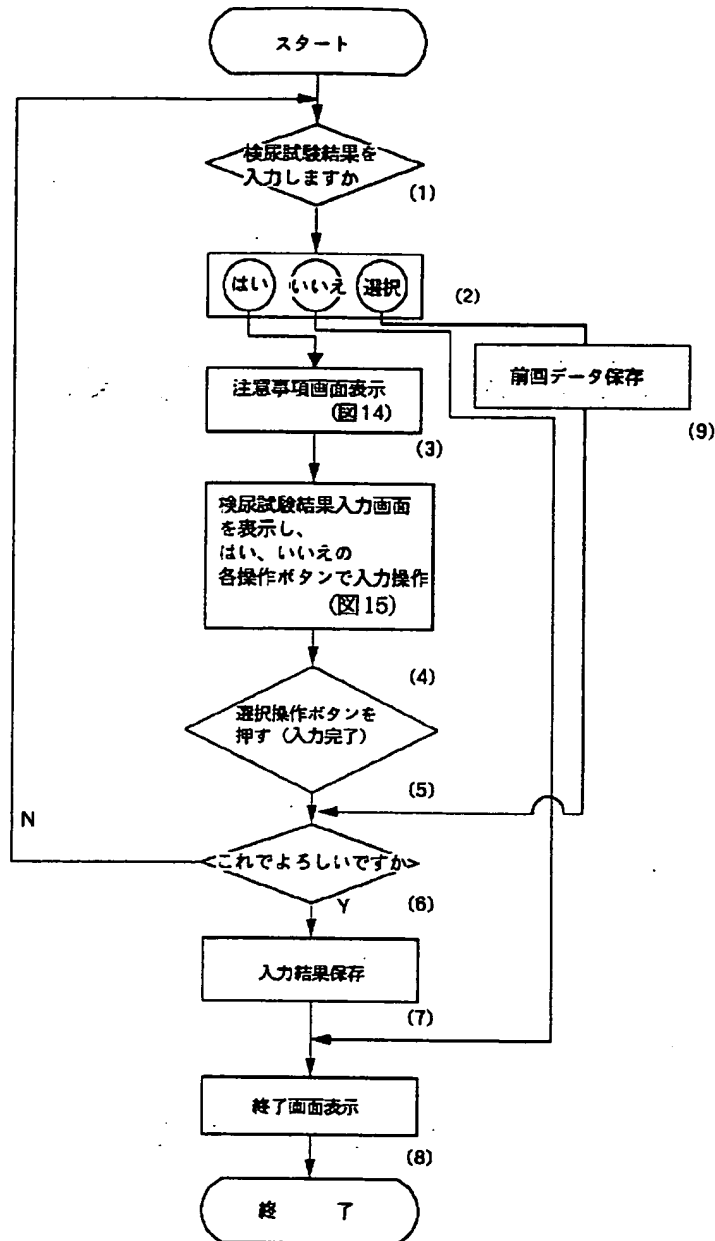 スタート
検尿試験結果を
入力しますか
(1)
はい
いいえ
選択
(2)
注意事項画面表示
(図14)
(3)
前回データ保存
(9)
検尿試験結果入力画面
を表示し、
はい、いいえの
各操作ボタンで入力操作
(図15)
(4)
選択操作ボタンを
押す(入力完了)
(5)
N
これでよろしいですか
Y
(6)
入力結果保存
(7)
終了画面表示
(8)
終 了